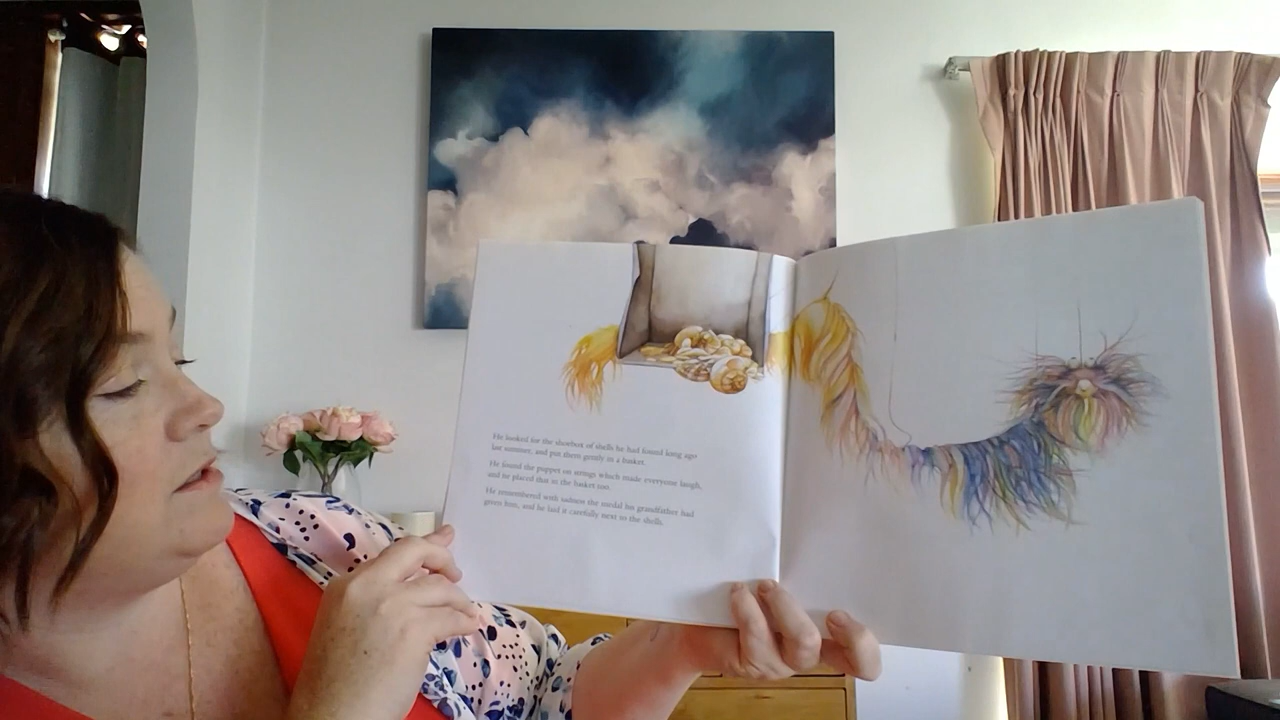 He looked for the shoebox of shells he had found long ago
last summer, and put them gently in a basket.
He found the puppet on strings which made everyone laugh,
and he placed that in the basket too.
He remembered with sadness the medal his grandfather had
given him, and he laid it carefully next to the shells.